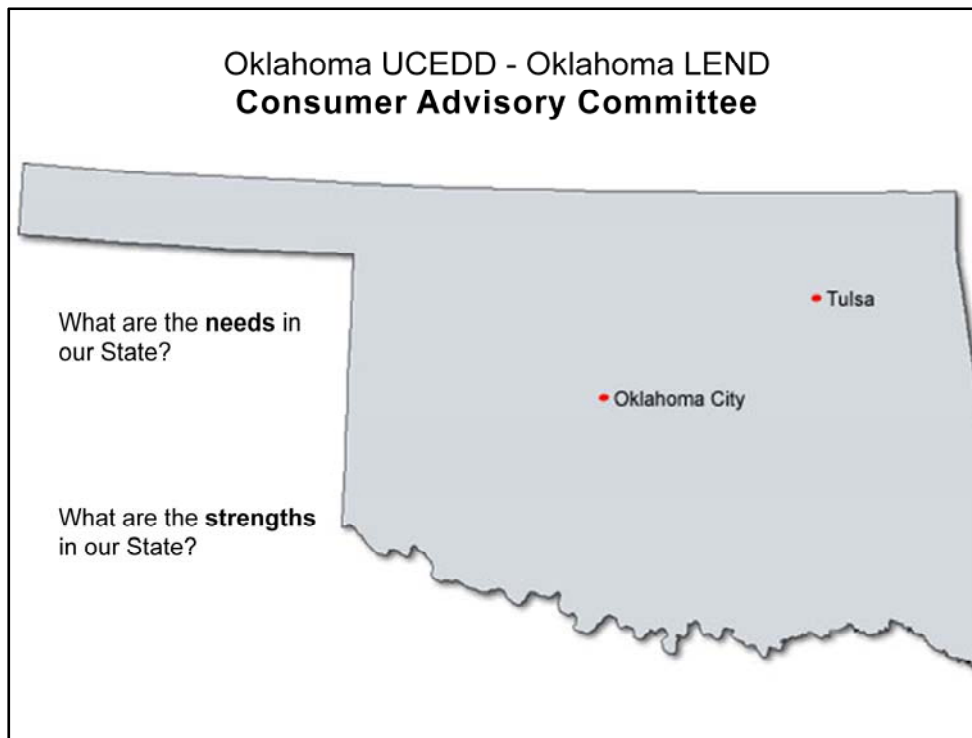 Oklahoma UCEDD - Oklahoma LEND
Consumer Advisory Committee
Tulsa
What are the needs in
our State?
Oklahoma City
What are the strengths
in our State?